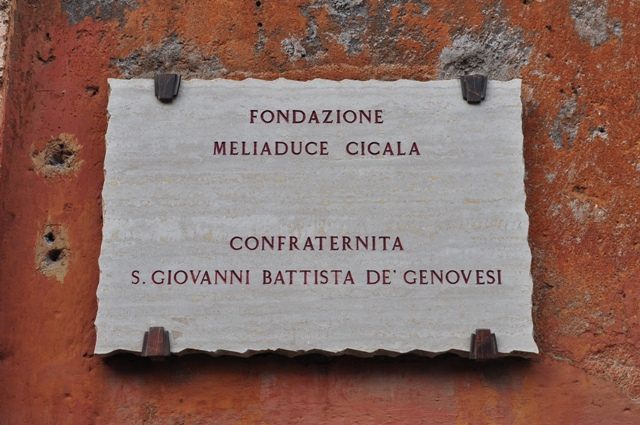 FONDAZIONE
MELIADUCE CICALA
CONFRATERNITA
S. GIOVANNI BATTISTA DE' GENOVESI